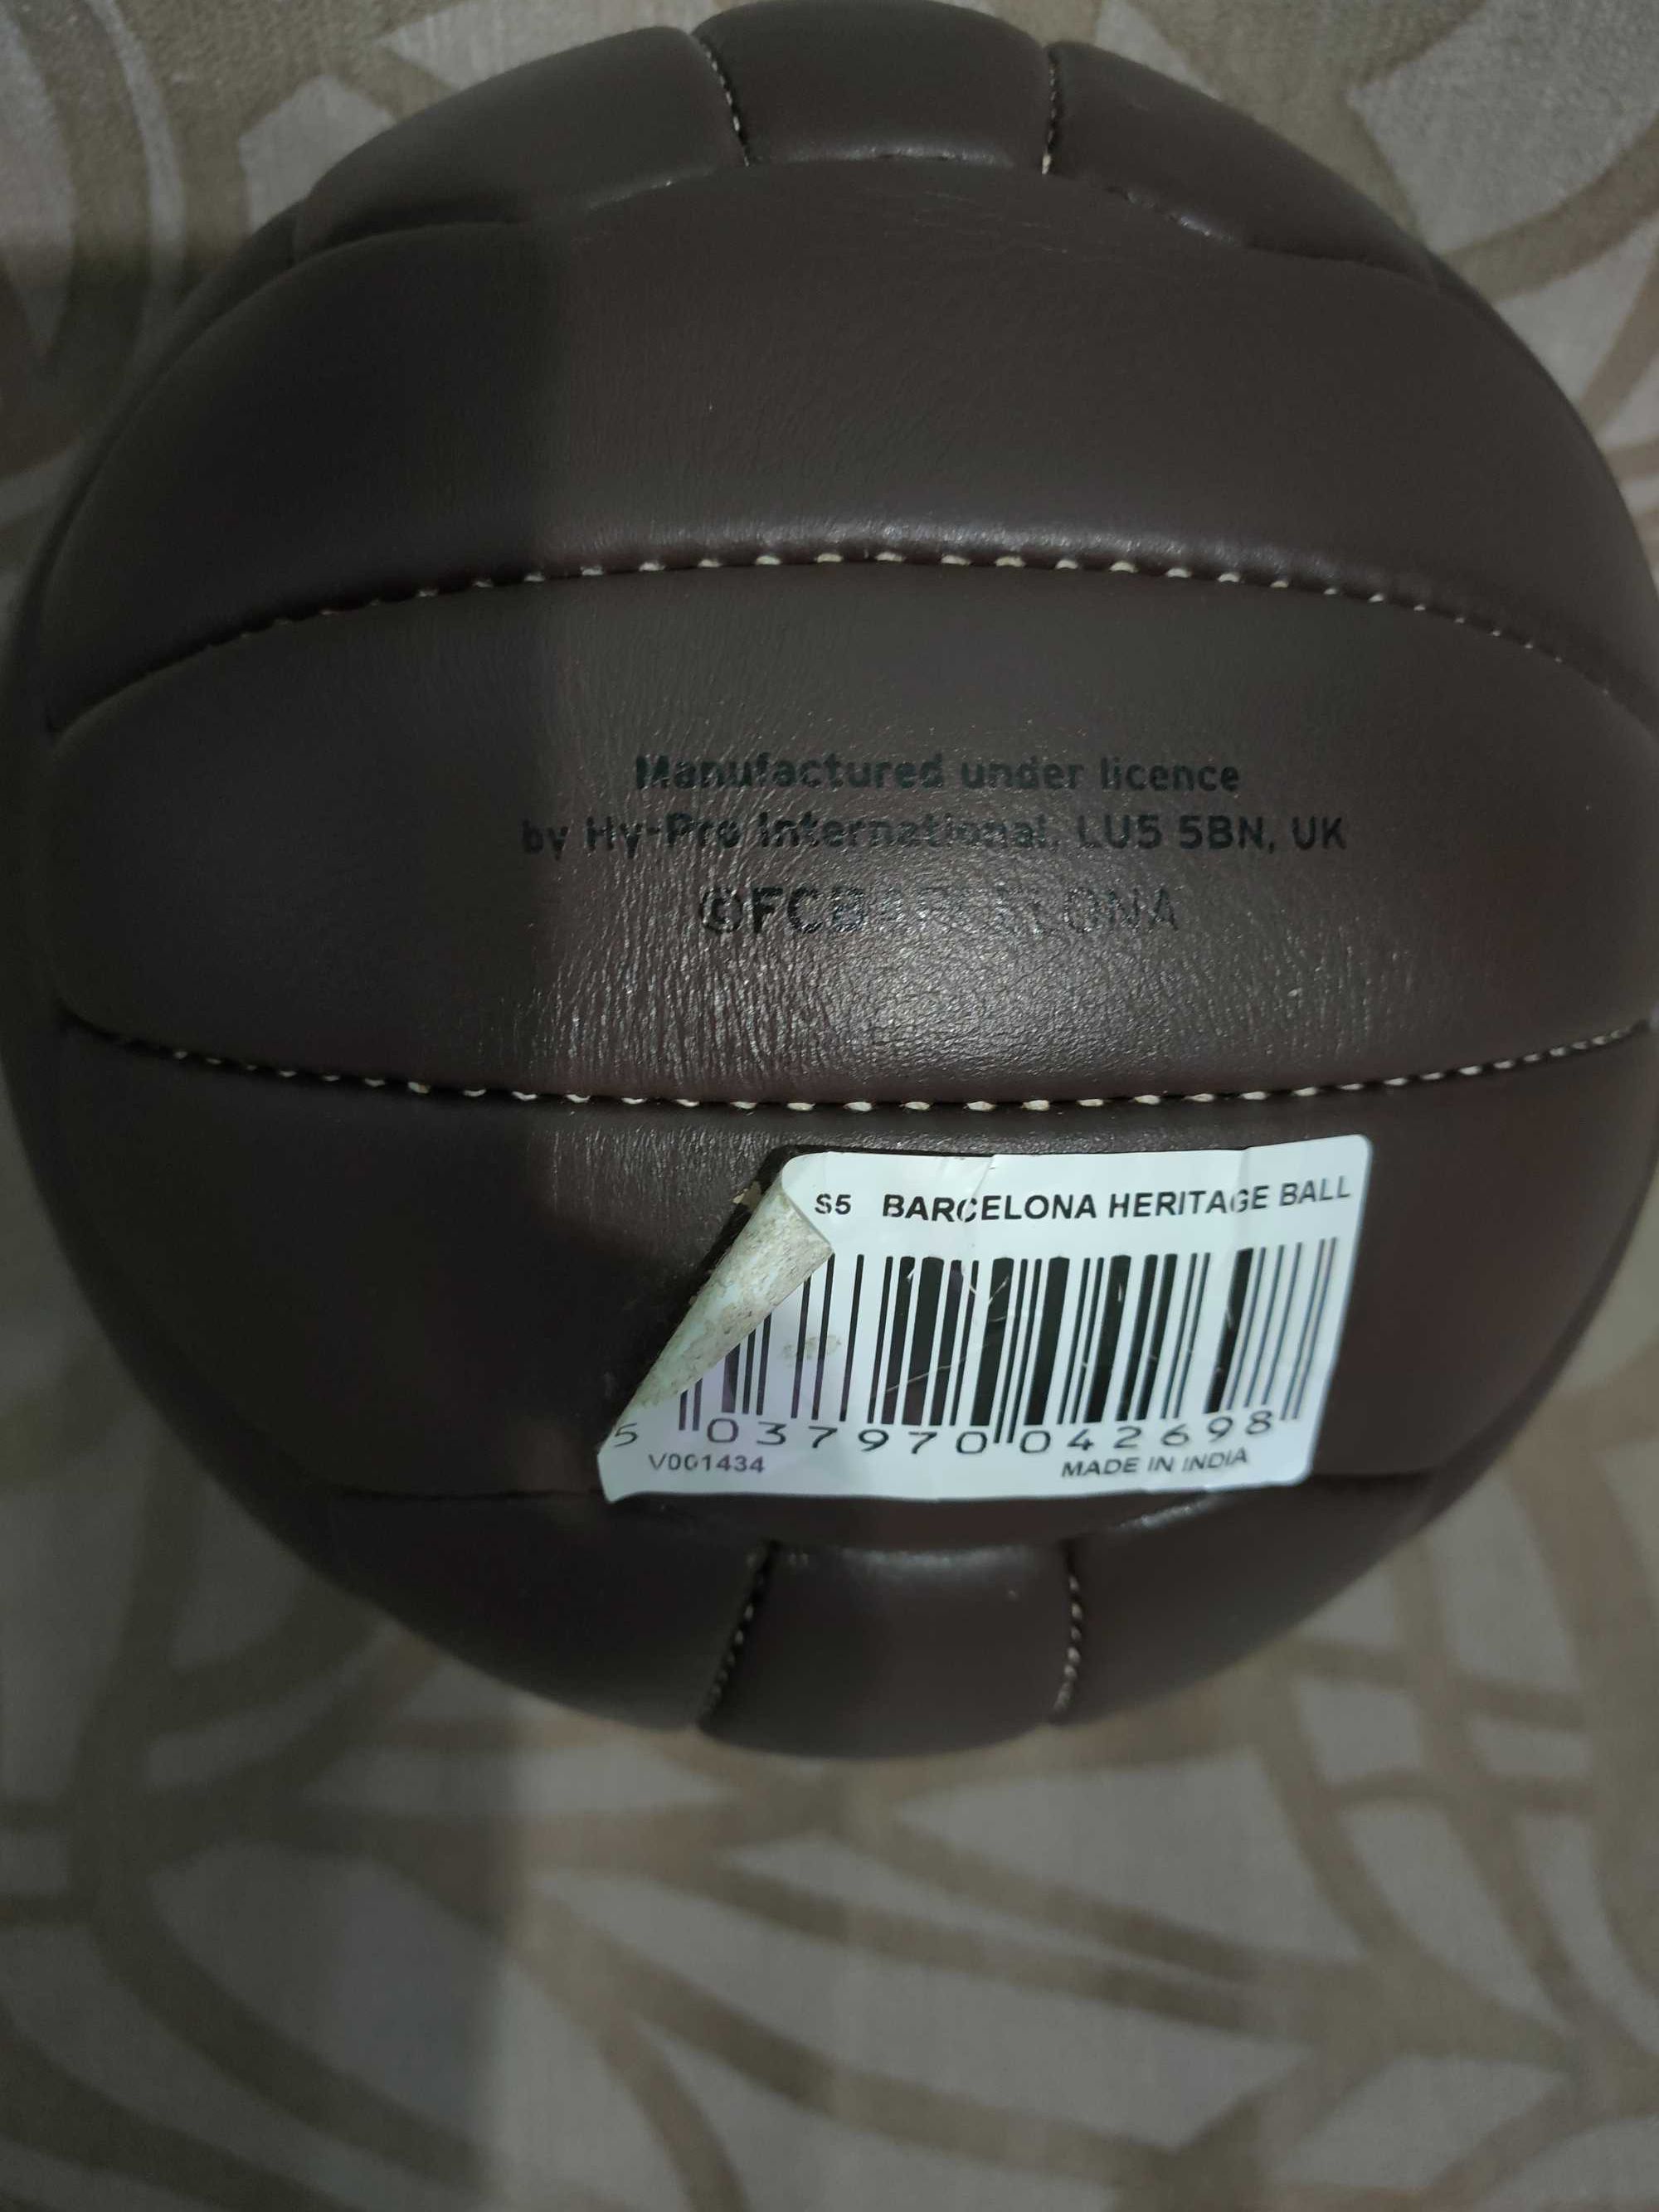 Manufactured under licence
by Hy-Pro International, LU5 5BN, UK
©FCBARCELONA
S5 BARCELONA HERITAGE BALL
5 037970 042698
V001434
MADE IN INDIA